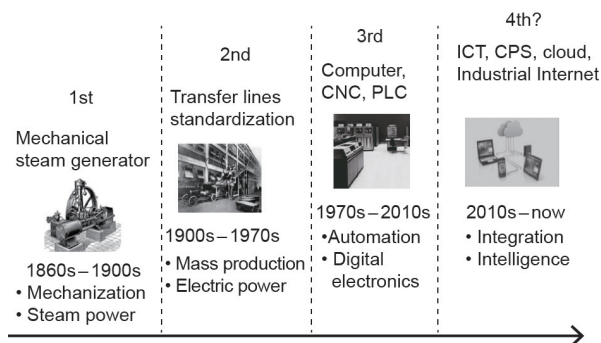 1st
Mechanical
steam generator
1860s–1900s
• Mechanization
• Steam power
2nd
Transfer lines
standardization
1900s–1970s
• Mass production
• Electric power
3rd
Computer,
CNC, PLC
1970s–2010s
•Automation
• Digital
electronics
4th?
ICT, CPS, cloud,
Industrial Internet
2010s–now
• Integration
• Intelligence